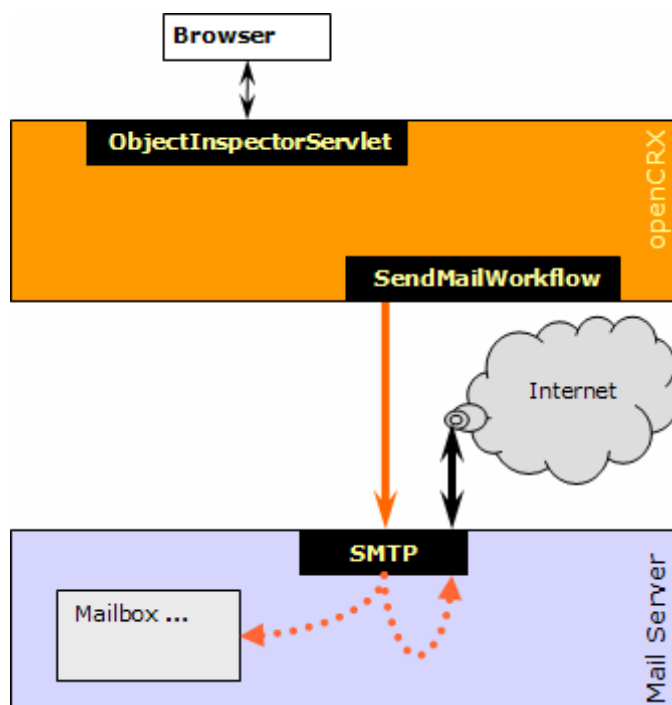 Browser
ObjectInspectorServlet
openCRX
SendMailWorkflow
Internet
SMTP
Mailbox ...
Mail Server